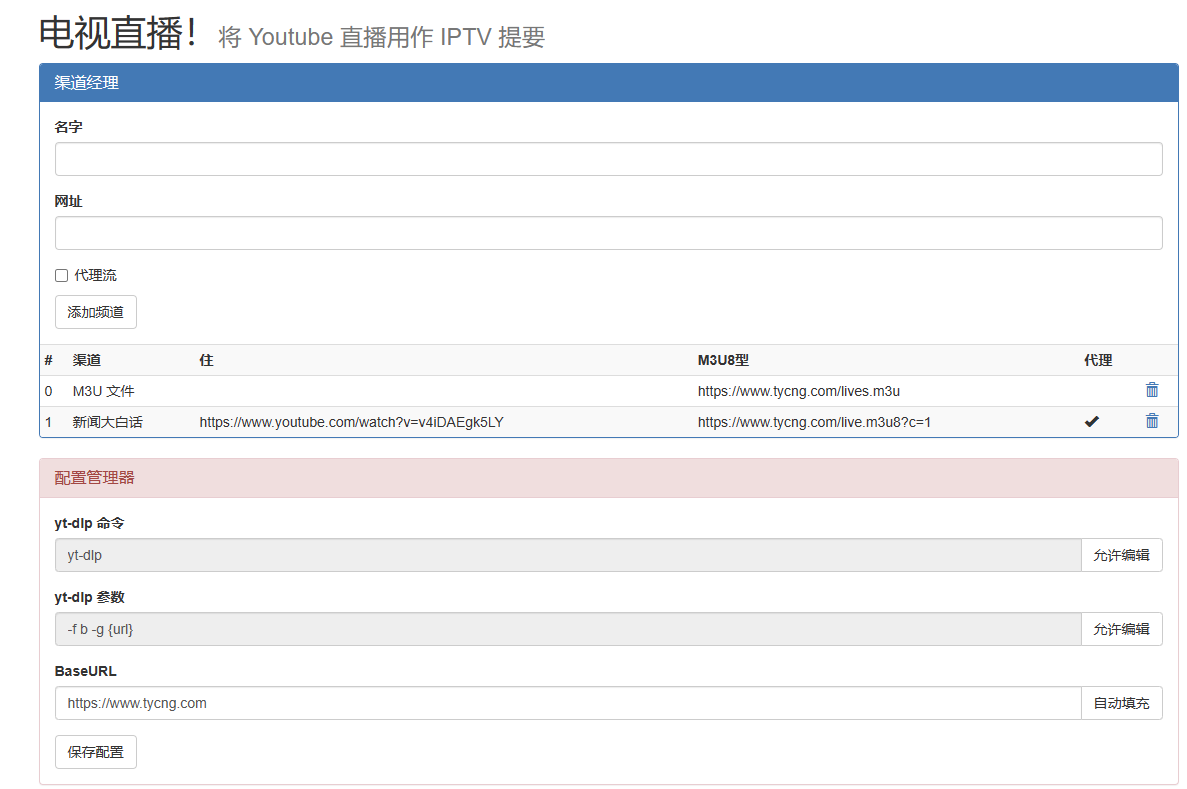 电视直播！ 将 Youtube 直播用作 IPTV 提要
渠道经理
名字
网址
代理流
添加频道
# 渠道 住 M3U8型 代理
0 M3U 文件 https://www.tycng.com/lives.m3u
1 新闻大白话 https://www.youtube.com/watch?v=v4iDAEgk5LY https://www.tycng.com/live.m3u8?c=1
配置管理器
yt-dlp 命令
yt-dlp 允许编辑
yt-dlp 参数
-f b -g {url} 允许编辑
BaseURL
https://www.tycng.com 自动填充
保存配置